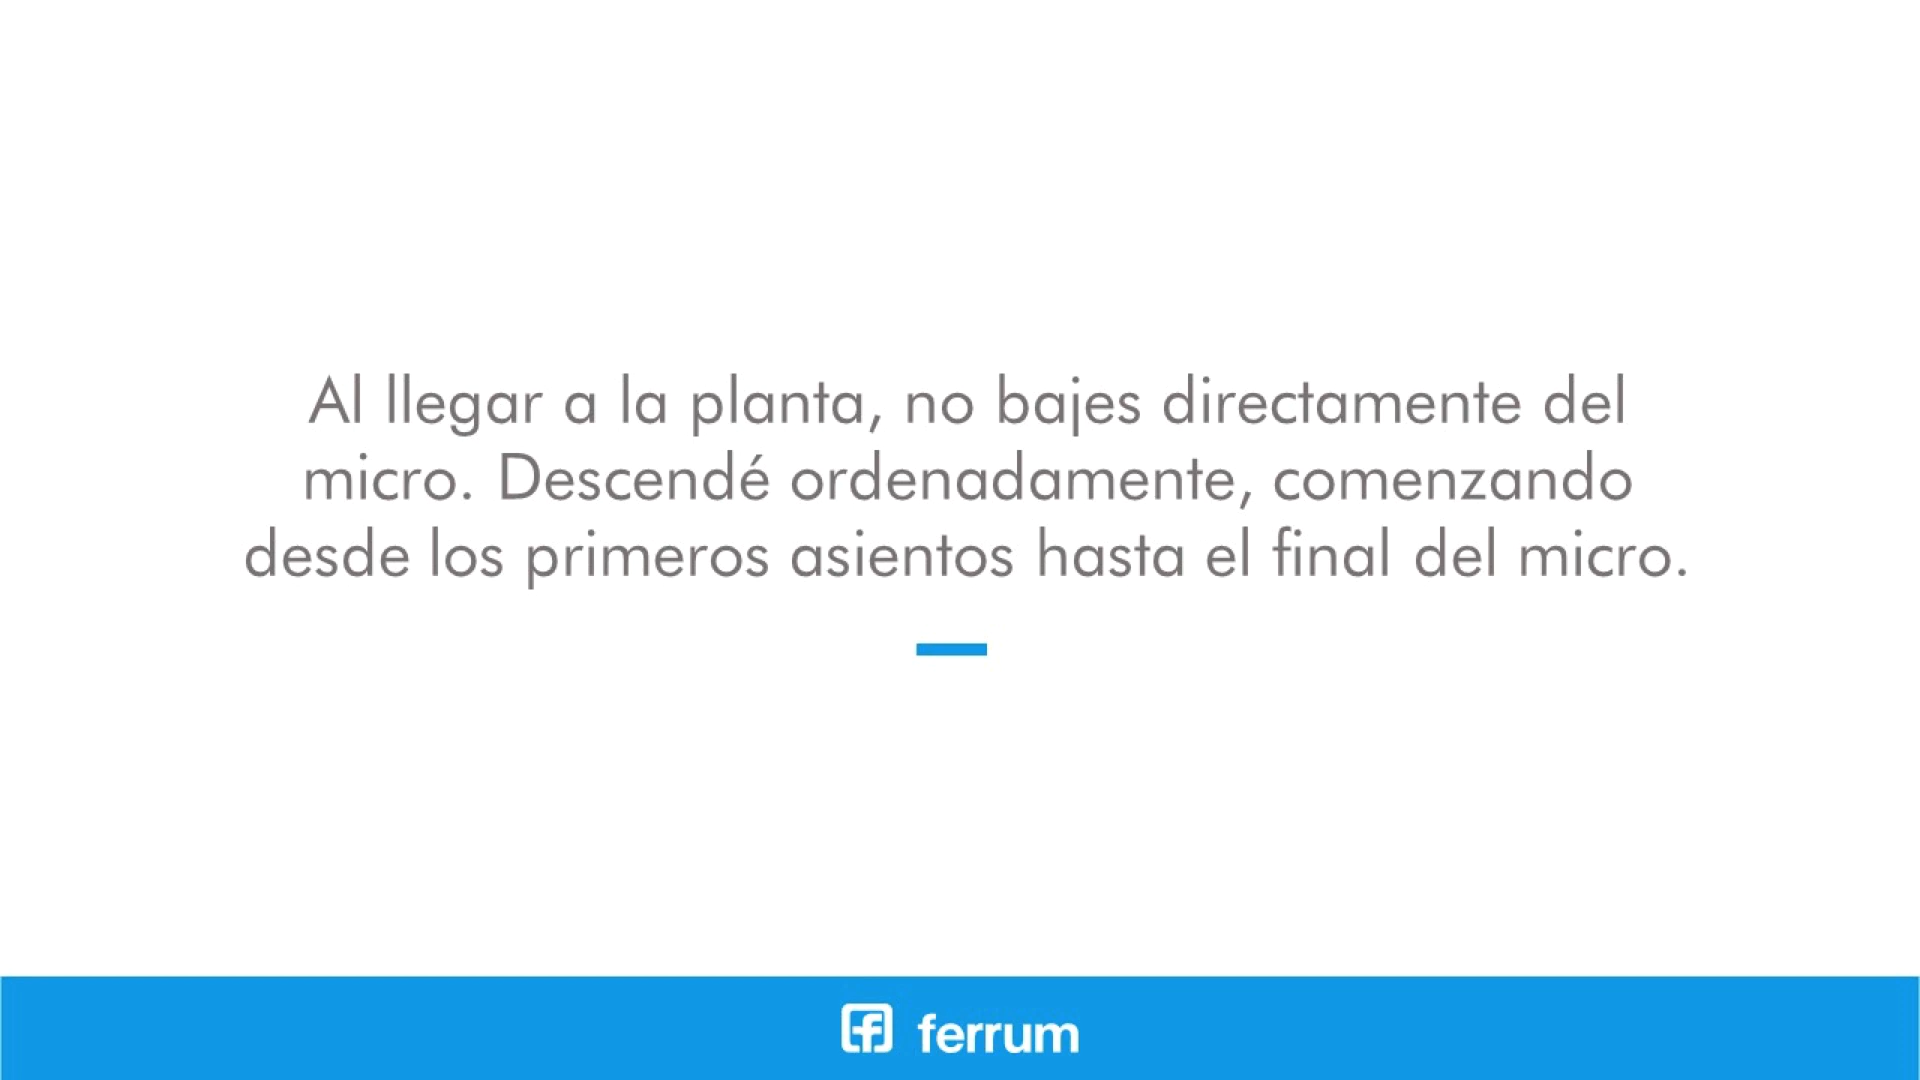 Al llegar a la planta, no bajes directamente del
micro. Descendé ordenadamente, comenzando
desde los primeros asientos hasta el final del micro.
ferrum